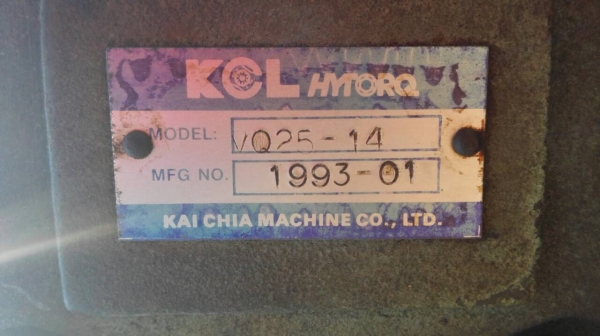 KCL HYTORQ
MODEL: VQ25-14
MFG NO. 1993-01
KAI CHIA MACHINE CO., LTD.